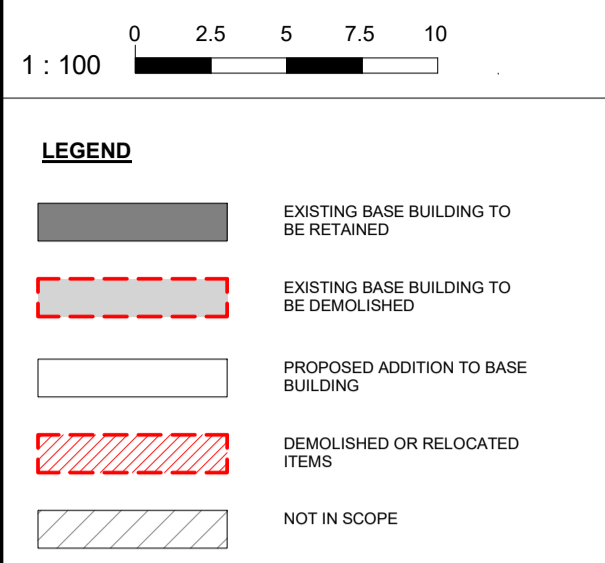 0 2.5 5 7.5 10
1 : 100
LEGEND
EXISTING BASE BUILDING TO
BE RETAINED
EXISTING BASE BUILDING TO
BE DEMOLISHED
PROPOSED ADDITION TO BASE
BUILDING
DEMOLISHED OR RELOCATED
ITEMS
NOT IN SCOPE